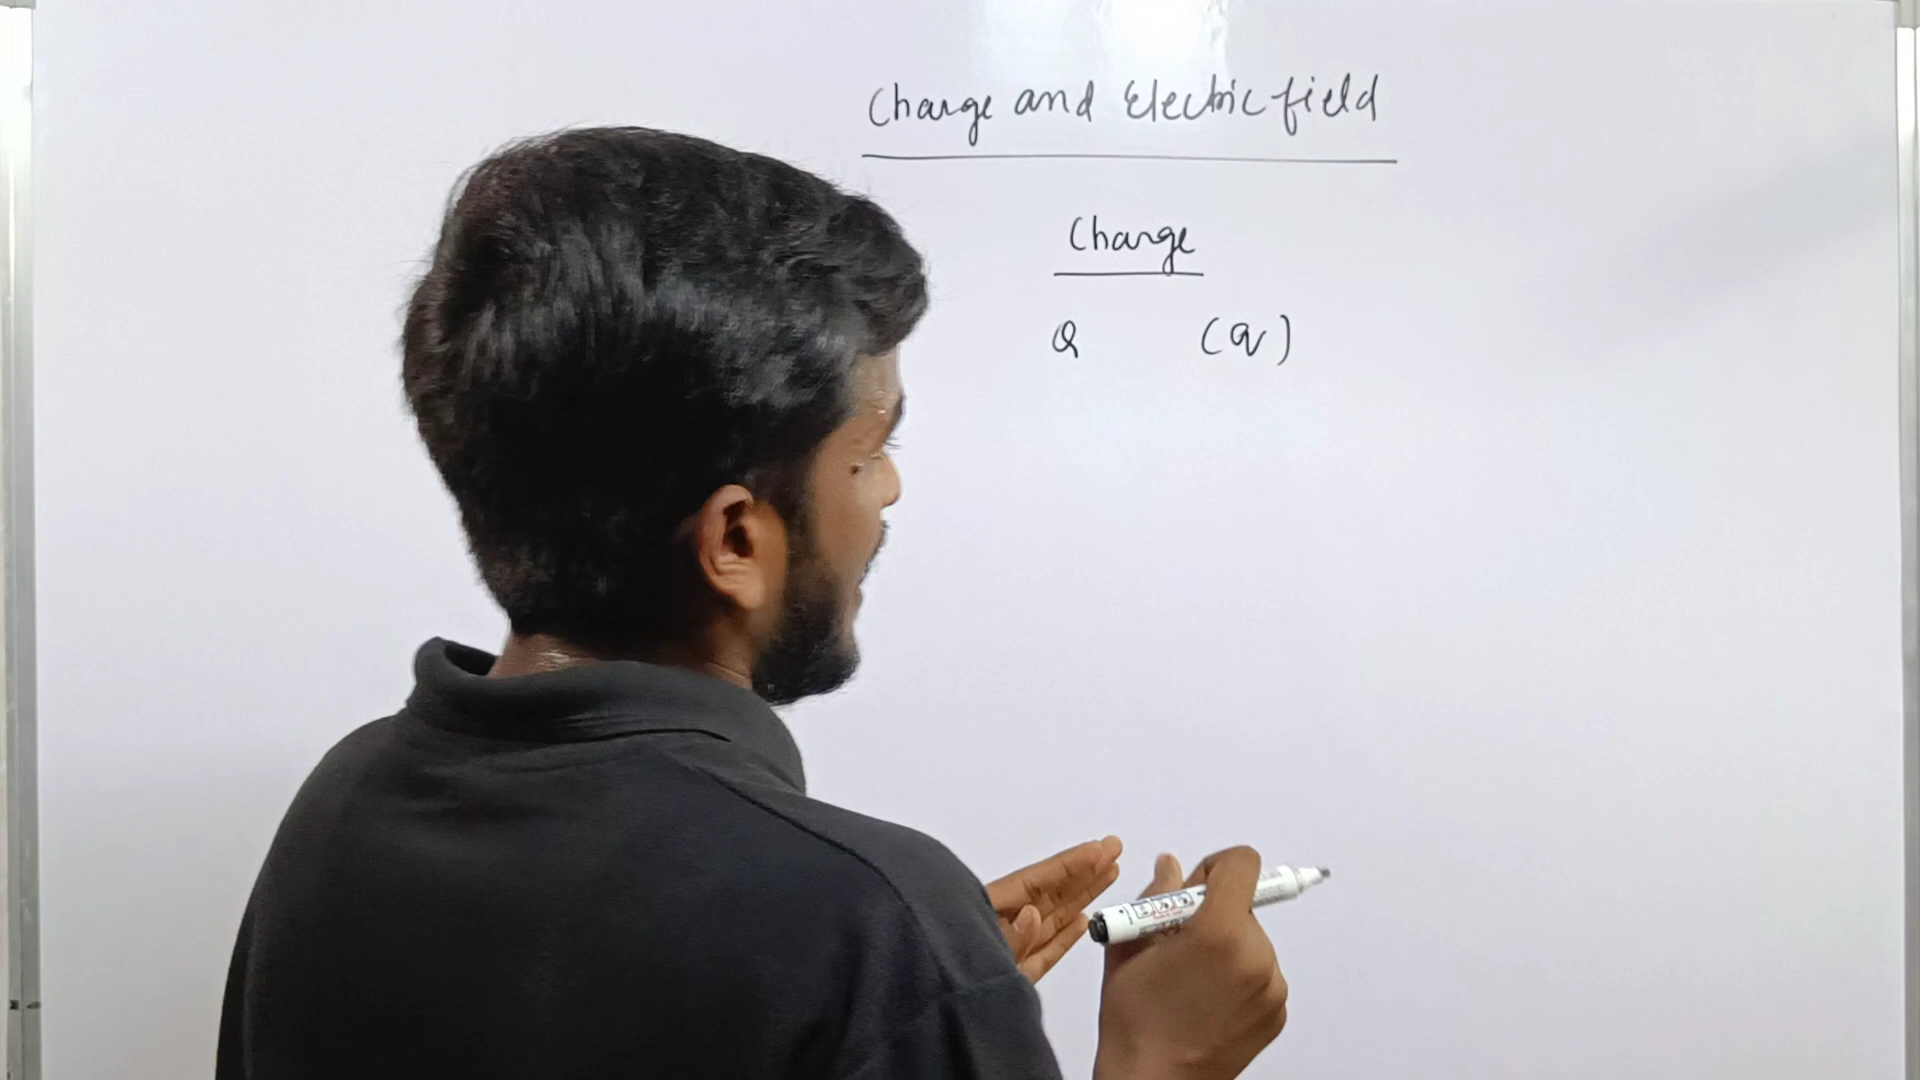 Charge and Electric field
Charge
Q (q)